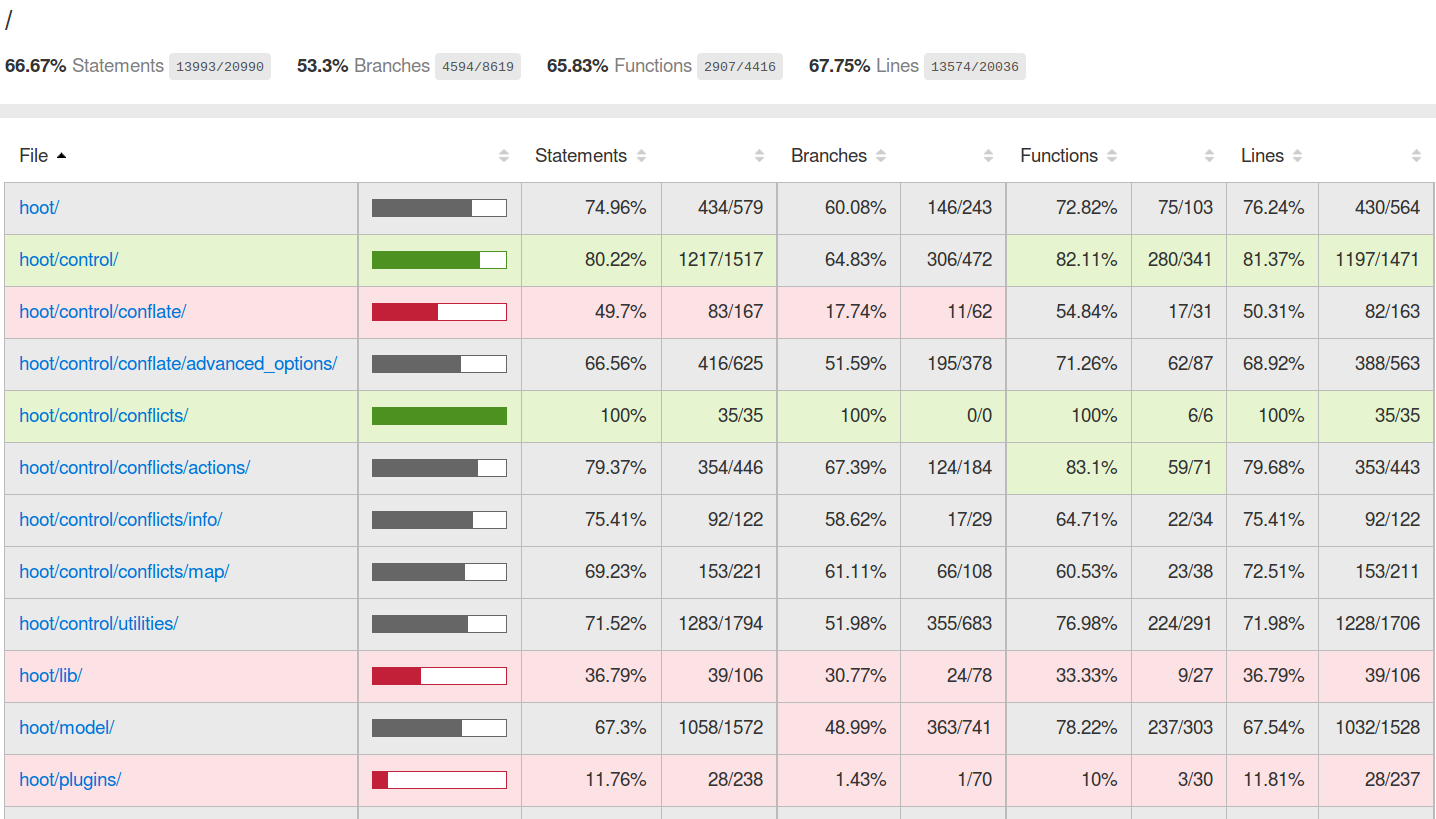 /
66.67% Statements 13993/20990 53.3% Branches 4594/8619 65.83% Functions 2907/4416 67.75% Lines 13574/20036
File Statements Branches Functions Lines
hoot/ 74.96% 434/579 60.08% 146/243 72.82% 75/103 76.24% 430/564
hoot/control/ 80.22% 1217/1517 64.83% 306/472 82.11% 280/341 81.37% 1197/1471
hoot/control/conflate/ 49.7% 83/167 17.74% 11/62 54.84% 17/31 50.31% 82/163
hoot/control/conflate/advanced_options/ 66.56% 416/625 51.59% 195/378 71.26% 62/87 68.92% 388/563
hoot/control/conflicts/ 100% 35/35 100% 0/0 100% 6/6 100% 35/35
hoot/control/conflicts/actions/ 79.37% 354/446 67.39% 124/184 83.1% 59/71 79.68% 353/443
hoot/control/conflicts/info/ 75.41% 92/122 58.62% 17/29 64.71% 22/34 75.41% 92/122
hoot/control/conflicts/map/ 69.23% 153/221 61.11% 66/108 60.53% 23/38 72.51% 153/211
hoot/control/utilities/ 71.52% 1283/1794 51.98% 355/683 76.98% 224/291 71.98% 1228/1706
hoot/lib/ 36.79% 39/106 30.77% 24/78 33.33% 9/27 36.79% 39/106
hoot/model/ 67.3% 1058/1572 48.99% 363/741 78.22% 237/303 67.54% 1032/1528
hoot/plugins/ 11.76% 28/238 1.43% 1/70 10% 3/30 11.81% 28/237